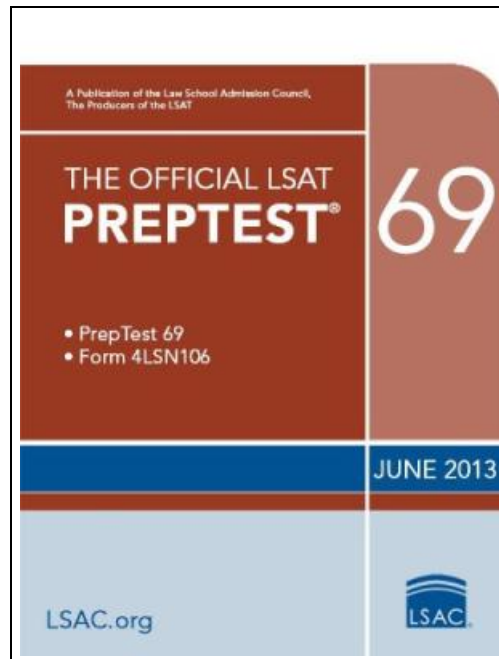 A Publication of the Law School Admission Council,
The Producers of the LSAT
THE OFFICIAL LSAT
PREPTEST®
69
• PrepTest 69
• Form 4LSN106
JUNE 2013
LSAC.org
LSAC